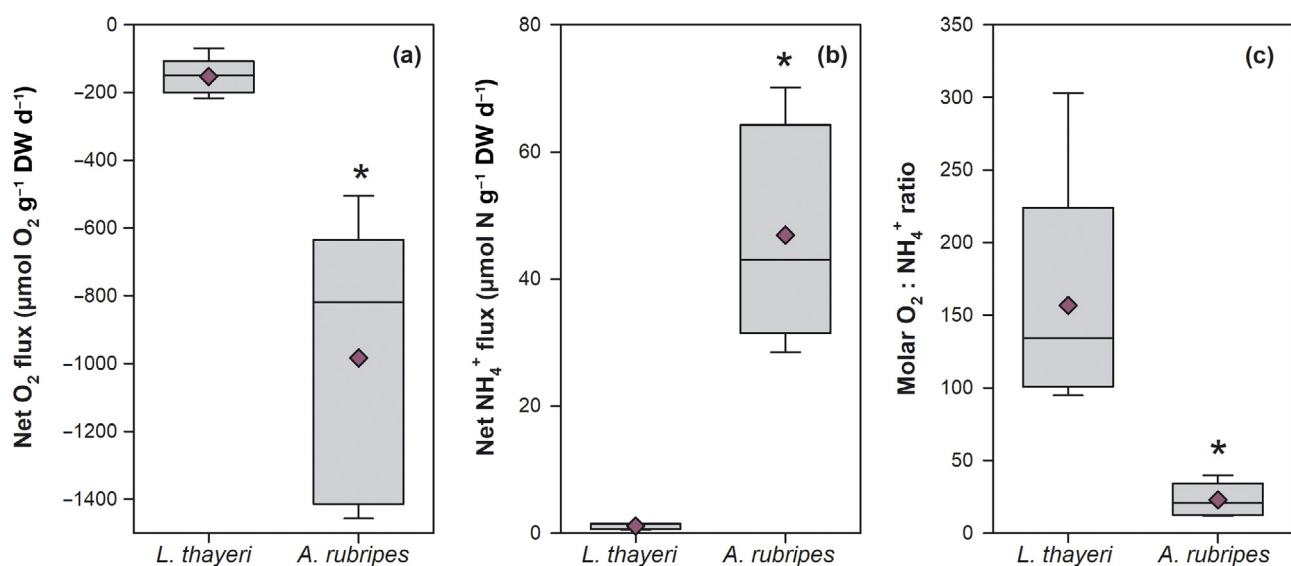 (a)
Net O₂ flux (µmol O₂ g⁻¹ DW d⁻¹)
0
–200
–400
–600
–800
–1000
–1200
–1400
*
L. thayeri
A. rubripes
(b)
Net NH₄⁺ flux (µmol N g⁻¹ DW d⁻¹)
80
60
40
20
0
*
L. thayeri
A. rubripes
(c)
Molar O₂ : NH₄⁺ ratio
350
300
250
200
150
100
50
0
*
L. thayeri
A. rubripes